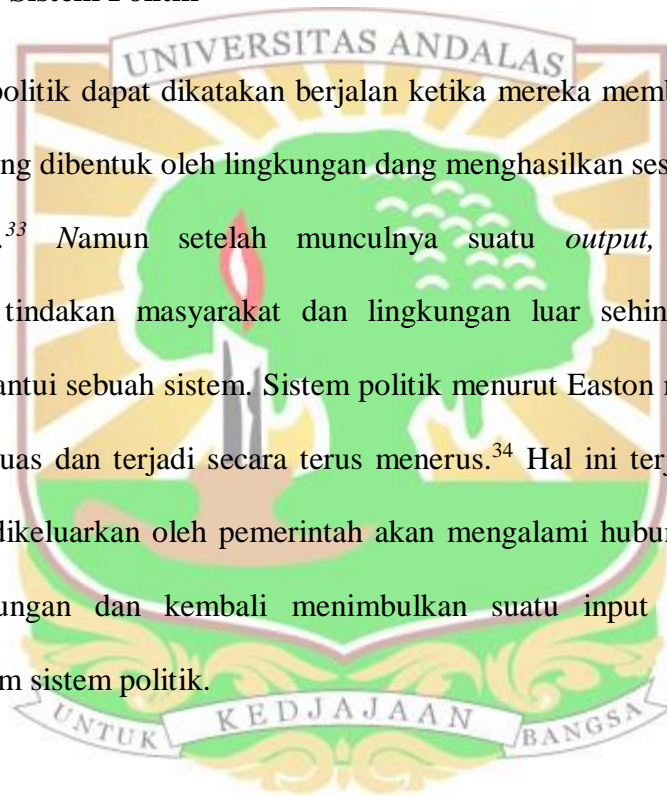 Sistem Politik
UNIVERSITAS ANDALAS
politik dapat dikatakan berjalan ketika mereka memb
ng dibentuk oleh lingkungan dang menghasilkan ses
.33 Namun setelah munculnya suatu output,
tindakan masyarakat dan lingkungan luar sehin
antui sebuah sistem. Sistem politik menurut Easton
uas dan terjadi secara terus menerus.34 Hal ini terj
dikeluarkan oleh pemerintah akan mengalami hubu
ungan dan kembali menimbulkan suatu input
m sistem politik.
UNTUK KEDJAJAAN BANGSA